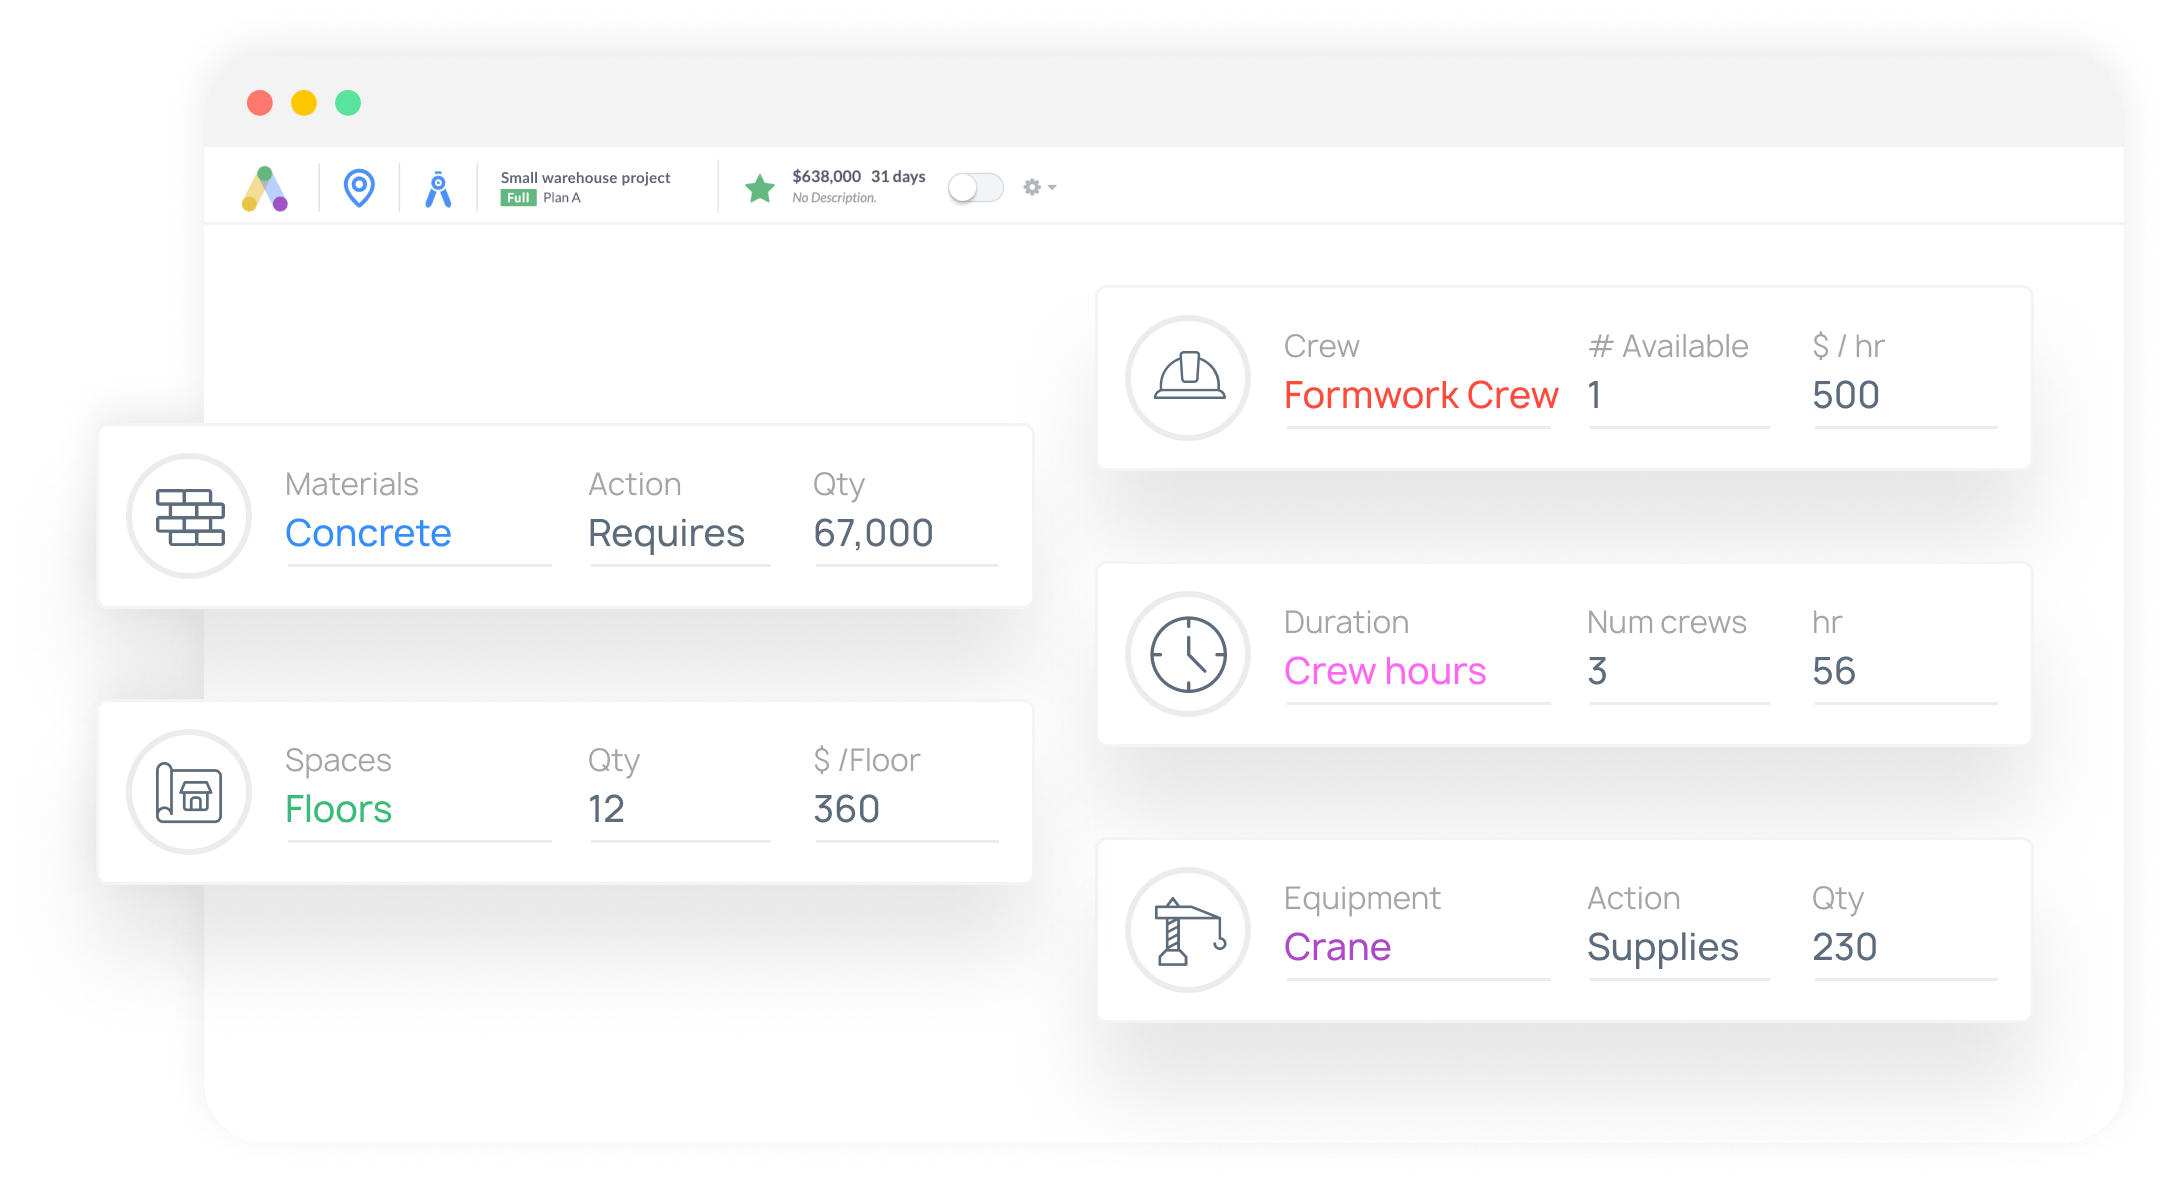 Small warehouse project
Full Plan A
$638,000 31 days
No Description.
Materials Action Qty
Concrete Requires 67,000
Spaces Qty $ /Floor
Floors 12 360
Crew # Available $ / hr
Formwork Crew 1 500
Duration Num crews hr
Crew hours 3 56
Equipment Action Qty
Crane Supplies 230